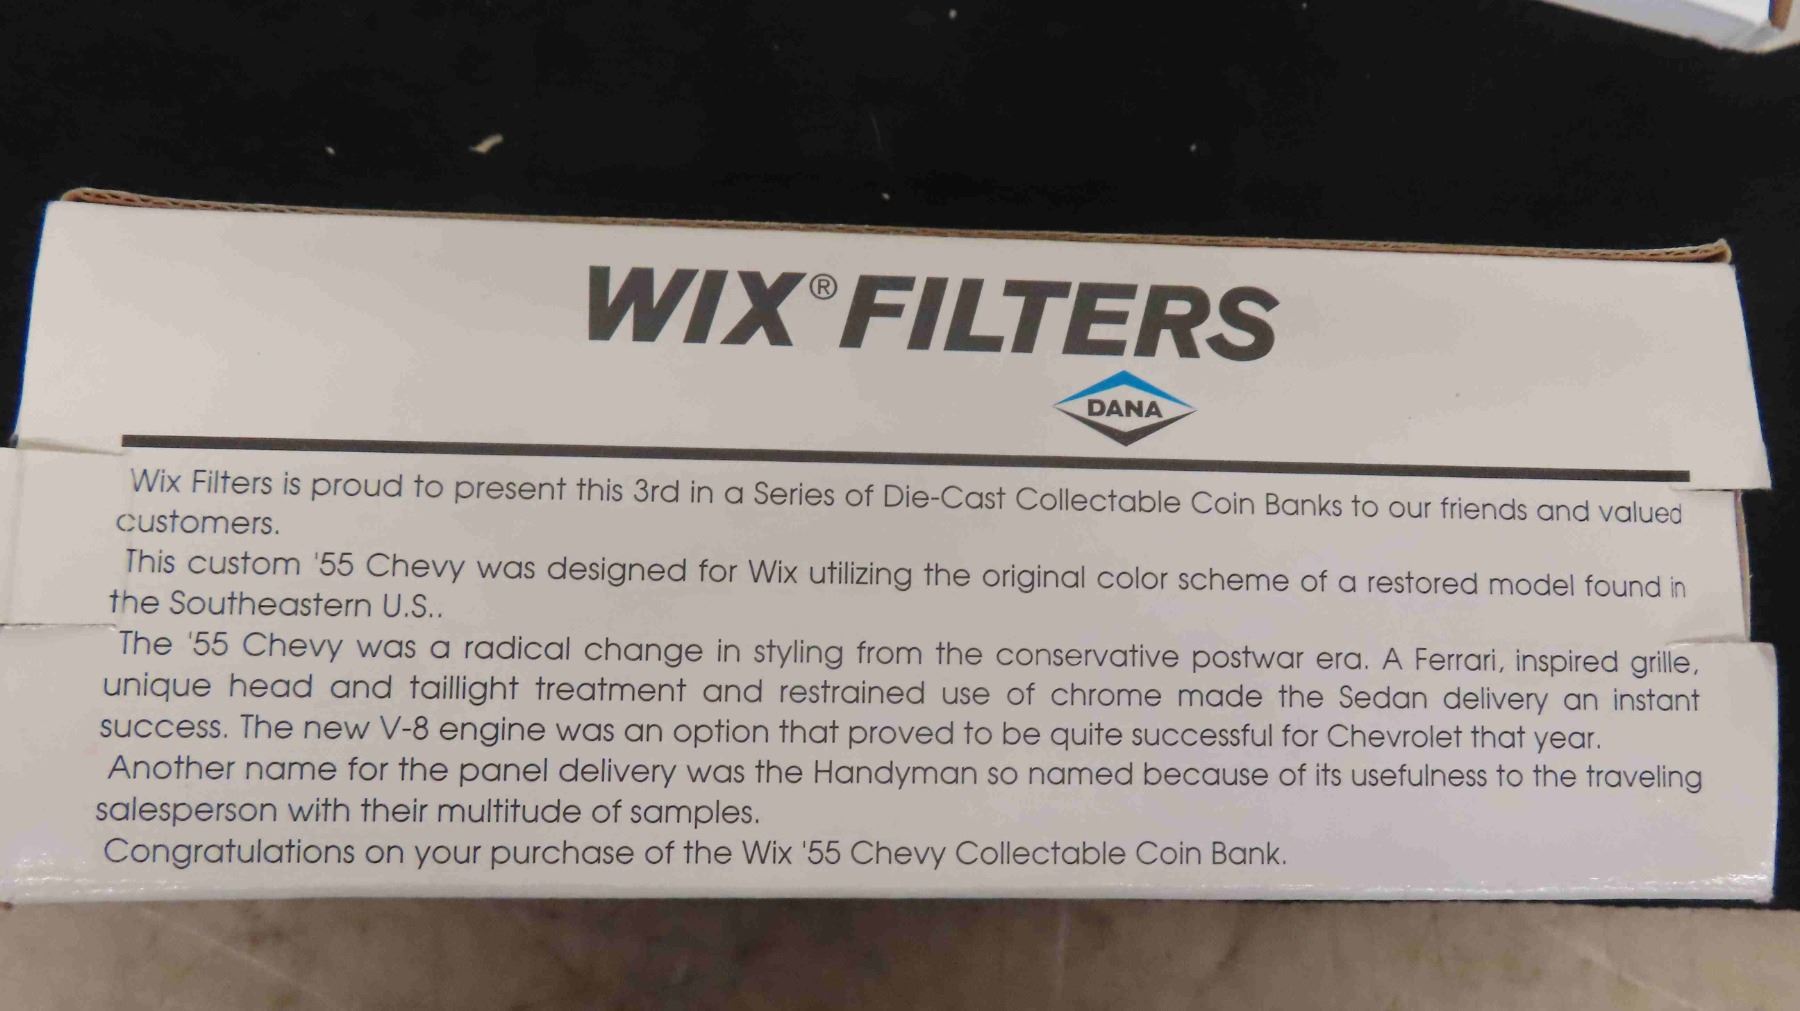 WIX® FILTERS
DANA
Wix Filters is proud to present this 3rd in a Series of Die-Cast Collectable Coin Banks to our friends and valued
customers.
This custom '55 Chevy was designed for Wix utilizing the original color scheme of a restored model found in
the Southeastern U.S..
The '55 Chevy was a radical change in styling from the conservative postwar era. A Ferrari, inspired grille,
unique head and taillight treatment and restrained use of chrome made the Sedan delivery an instant
success. The new V-8 engine was an option that proved to be quite successful for Chevrolet that year.
Another name for the panel delivery was the Handyman so named because of its usefulness to the traveling
salesperson with their multitude of samples.
Congratulations on your purchase of the Wix '55 Chevy Collectable Coin Bank.